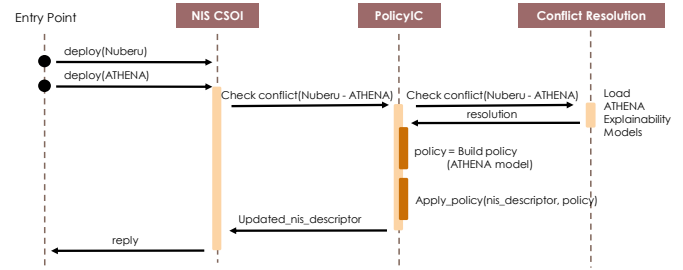 Entry Point
NIS CSOI
PolicyIC
Conflict Resolution
deploy(Nuberu)
deploy(ATHENA)
Check conflict(Nuberu - ATHENA)
Check conflict(Nuberu - ATHENA)
Load
ATHENA
Explainability
Models
resolution
policy = Build policy
(ATHENA model)
Apply_policy(nis_descriptor, policy)
Updated_nis_descriptor
reply